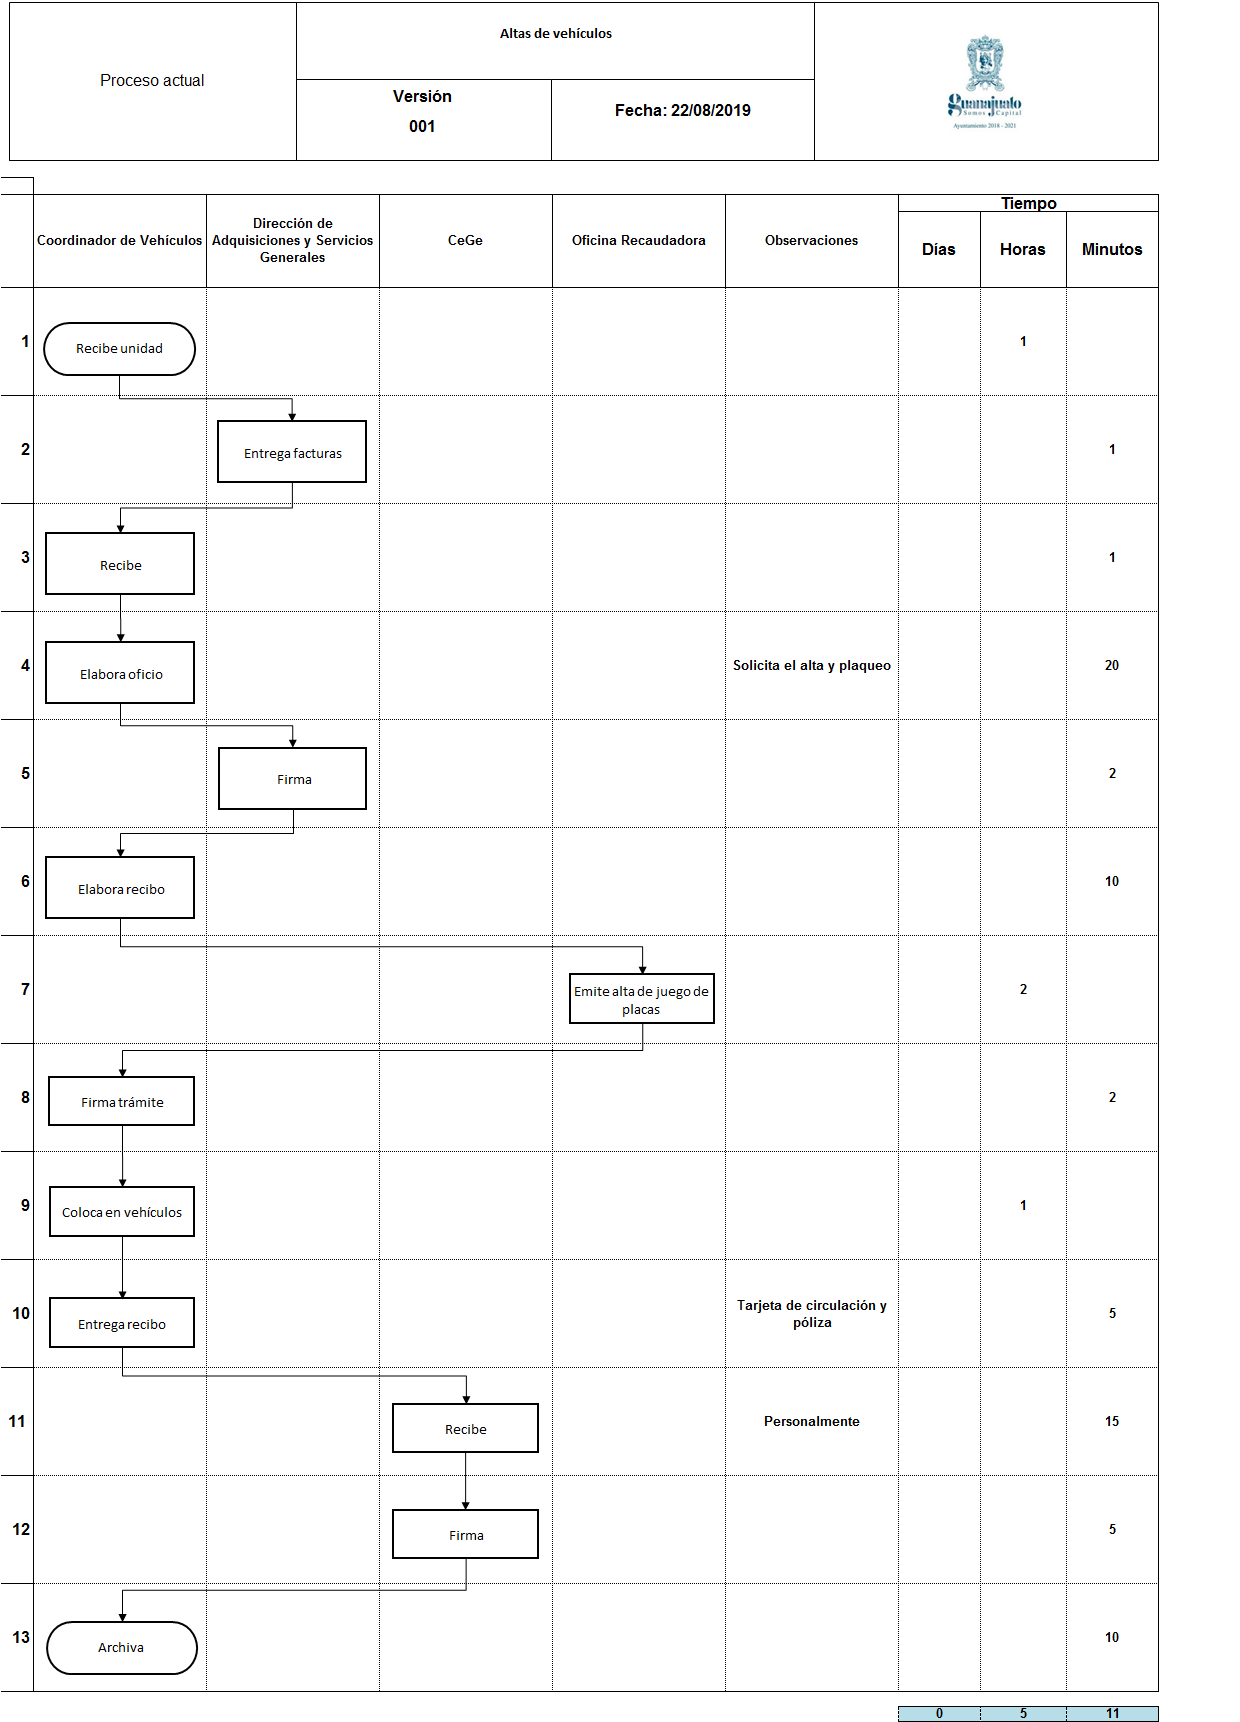 Proceso actual
Altas de vehículos
Versión
001
Fecha: 22/08/2019
Guanajuato
Somos Capital
Ayuntamiento 2018 - 2021
Coordinador de Vehículos
Dirección de
Adquisiciones y Servicios
Generales
CeGe
Oficina Recaudadora
Observaciones
Tiempo
Días
Horas
Minutos
1
Recibe unidad
1
2
Entrega facturas
1
3
Recibe
1
4
Elabora oficio
Solicita el alta y plaqueo
20
5
Firma
2
6
Elabora recibo
10
7
Emite alta de juego de
placas
2
8
Firma trámite
2
9
Coloca en vehículos
1
10
Entrega recibo
Tarjeta de circulación y
póliza
5
11
Recibe
Personalmente
15
12
Firma
5
13
Archiva
10
0
5
11